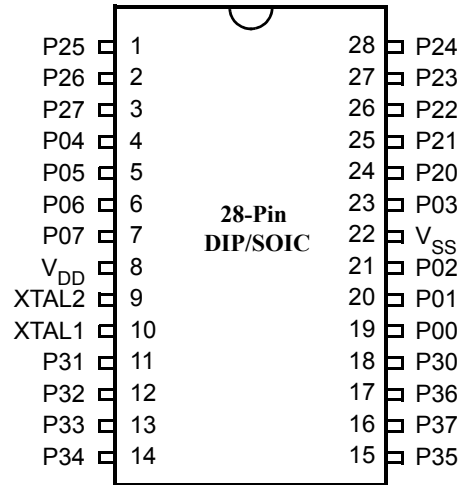 P25 1 28 P24
P26 2 27 P23
P27 3 26 P22
P04 4 25 P21
P05 5 24 P20
P06 6 23 P03
28-Pin
DIP/SOIC
P07 7 22 VSS
VDD 8 21 P02
XTAL2 9 20 P01
XTAL1 10 19 P00
P31 11 18 P30
P32 12 17 P36
P33 13 16 P37
P34 14 15 P35